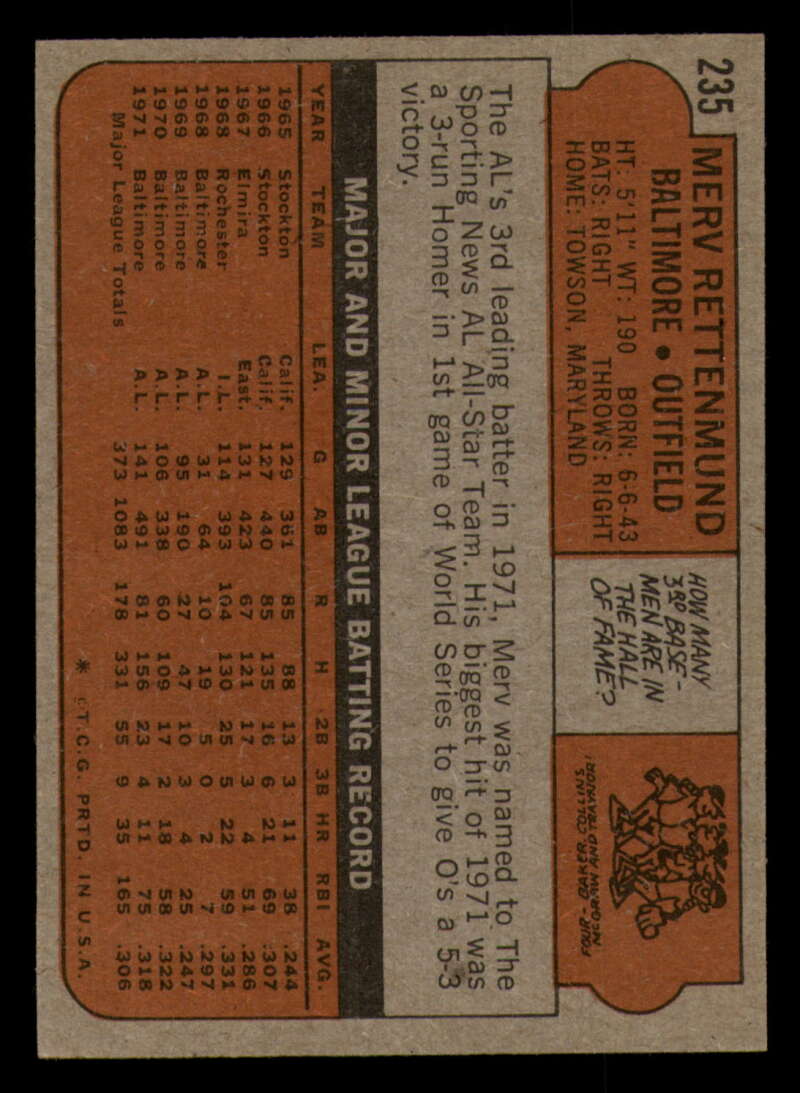 235
MERV RETTENMUND
BALTIMORE • OUTFIELD
HT: 5'11" WT: 190 BORN: 6-6-43
BATS: RIGHT THROWS: RIGHT
HOME: TOWSON, MARYLAND
HOW MANY
3RD BASE-
MEN ARE IN
THE HALL
OF FAME?
FOUR-BAKER, COLLINS,
McGRAW AND TRAYNOR!
The AL's 3rd leading batter in 1971, Merv was named to The
Sporting News AL All-Star Team. His biggest hit of 1971 was
a 3-run Homer in 1st game of World Series to give O's a 5-3
victory.
MAJOR AND MINOR LEAGUE BATTING RECORD
YEAR TEAM LEA. G AB R H 2B 3B HR RBI AVG.
1965 Stockton Calif. 129 361 85 88 13 3 11 38 .244
1966 Stockton Calif. 127 440 85 135 16 6 21 69 .307
1967 Elmira East. 131 423 67 121 17 3 4 51 .286
1968 Rochester I.L. 114 393 104 130 25 5 22 59 .331
1968 Baltimore A.L. 31 64 10 19 5 0 2 7 .297
1969 Baltimore A.L. 95 190 27 47 10 3 4 25 .247
1970 Baltimore A.L. 106 338 60 109 17 2 18 58 .322
1971 Baltimore A.L. 141 491 81 156 23 4 11 75 .318
Major League Totals 373 1083 178 331 55 9 35 165 .306
* ©T.C.G. PRTD. IN U.S.A.